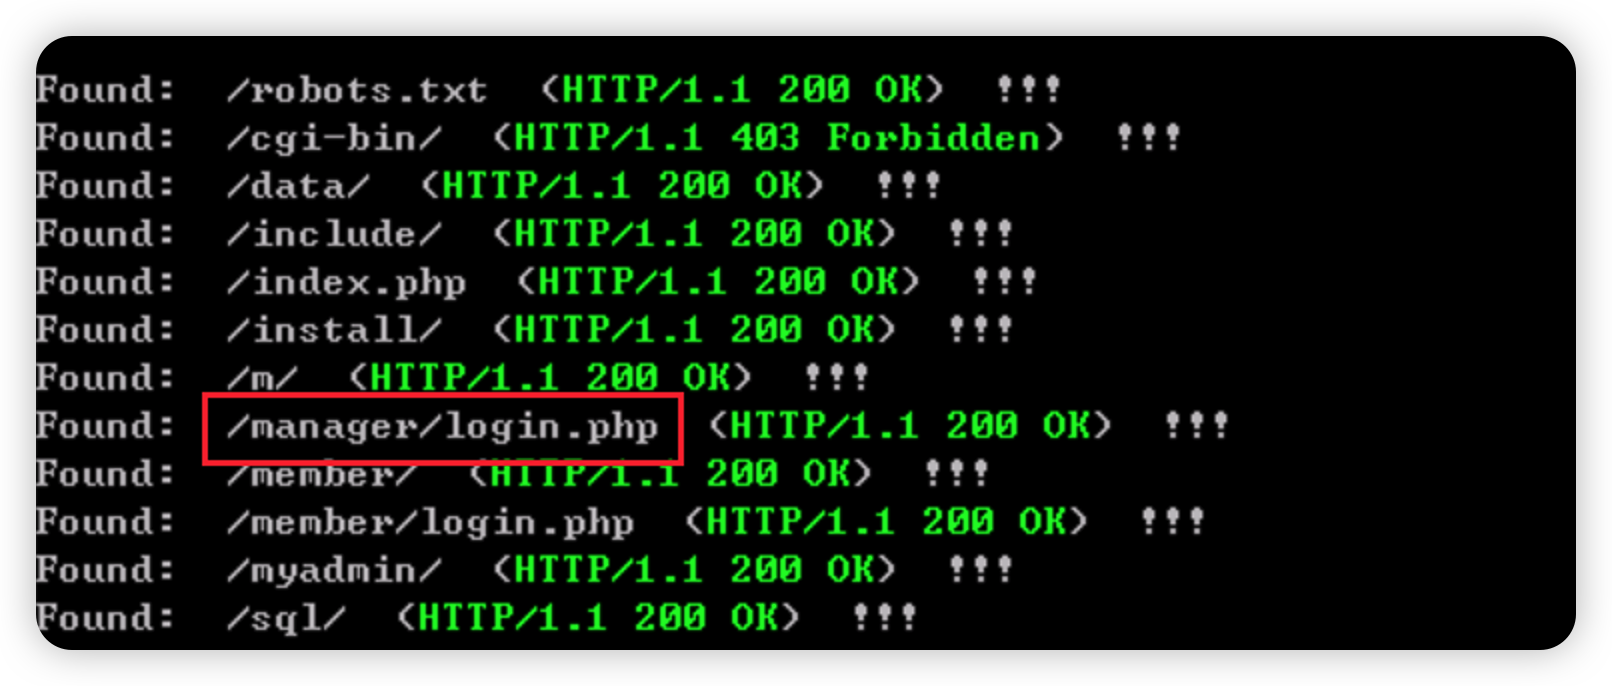 Found:  /robots.txt  (HTTP/1.1 200 OK)  !!!
Found:  /cgi-bin/  (HTTP/1.1 403 Forbidden)  !!!
Found:  /data/  (HTTP/1.1 200 OK)  !!!
Found:  /include/  (HTTP/1.1 200 OK)  !!!
Found:  /index.php  (HTTP/1.1 200 OK)  !!!
Found:  /install/  (HTTP/1.1 200 OK)  !!!
Found:  /m/  (HTTP/1.1 200 OK)  !!!
Found:  /manager/login.php  (HTTP/1.1 200 OK)  !!!
Found:  /member/  (HTTP/1.1 200 OK)  !!!
Found:  /member/login.php  (HTTP/1.1 200 OK)  !!!
Found:  /myadmin/  (HTTP/1.1 200 OK)  !!!
Found:  /sql/  (HTTP/1.1 200 OK)  !!!